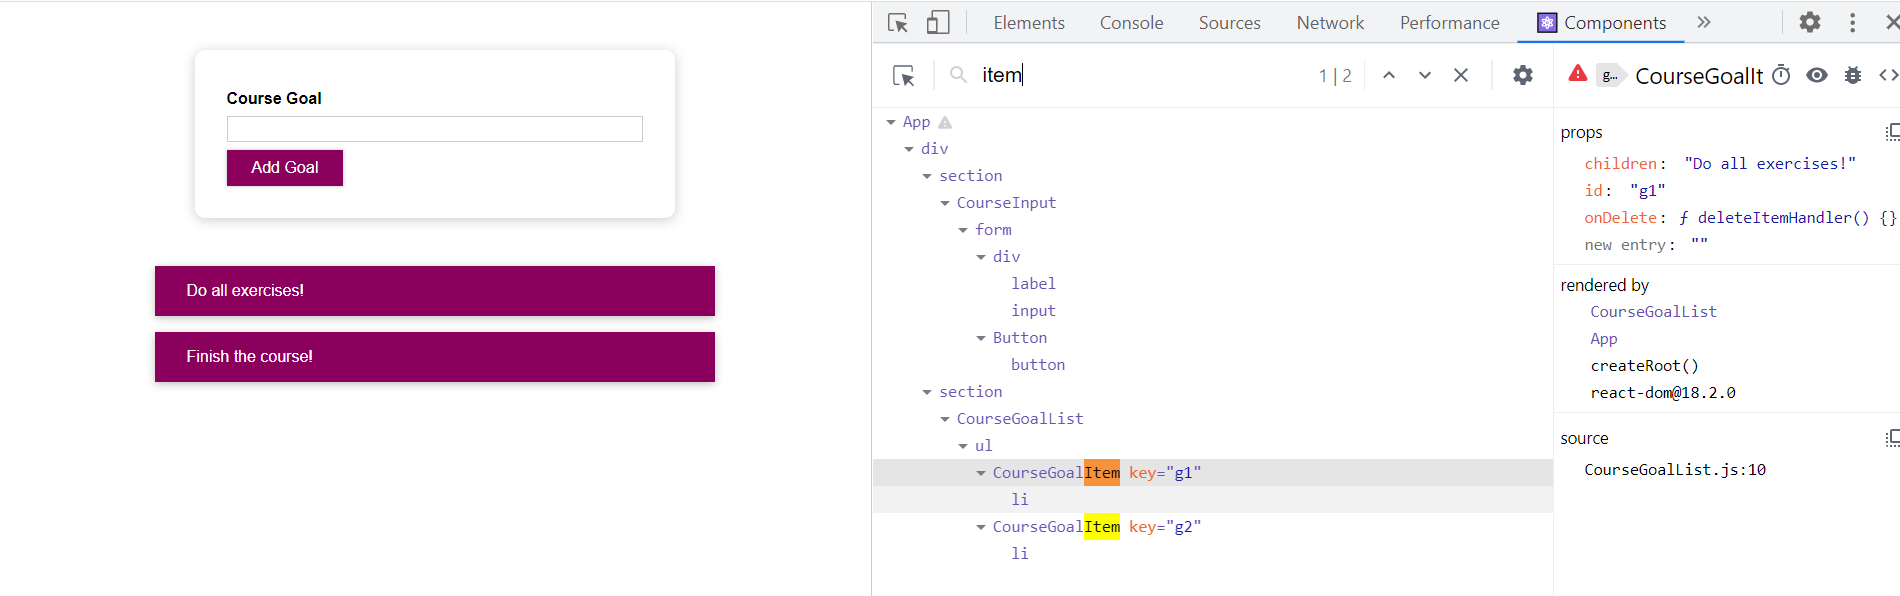 Course Goal
Add Goal
Do all exercises!
Finish the course!
Elements Console Sources Network Performance Components »
item 1 | 2
App
div
section
CourseInput
form
div
label
input
Button
button
section
CourseGoalList
ul
CourseGoalItem key="g1"
li
CourseGoalItem key="g2"
li
g… CourseGoalIt
props
children: "Do all exercises!"
id: "g1"
onDelete: ƒ deleteItemHandler() {}
new entry: ""
rendered by
CourseGoalList
App
createRoot()
react-dom@18.2.0
source
CourseGoalList.js:10